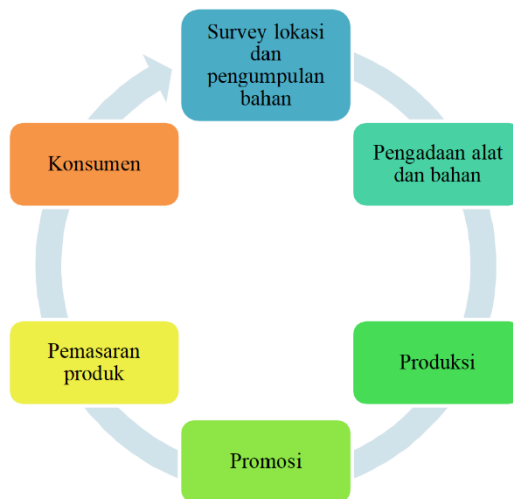 Survey lokasi
dan
pengumpulan
bahan
Pengadaan alat
dan bahan
Produksi
Promosi
Pemasaran
produk
Konsumen